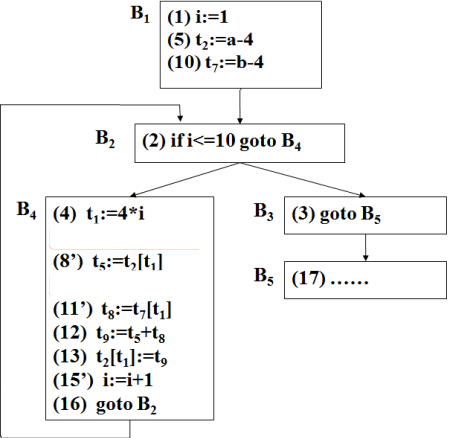 B₁
(1) i:=1
(5) t₂:=a-4
(10) t₇:=b-4
B₂
(2) if i<=10 goto B₄
B₄
(4) t₁:=4*i
(8’) t₅:=t₂[t₁]
(11’) t₈:=t₇[t₁]
(12) t₉:=t₅+t₈
(13) t₂[t₁]:=t₉
(15’) i:=i+1
(16) goto B₂
B₃
(3) goto B₅
B₅
(17) ……